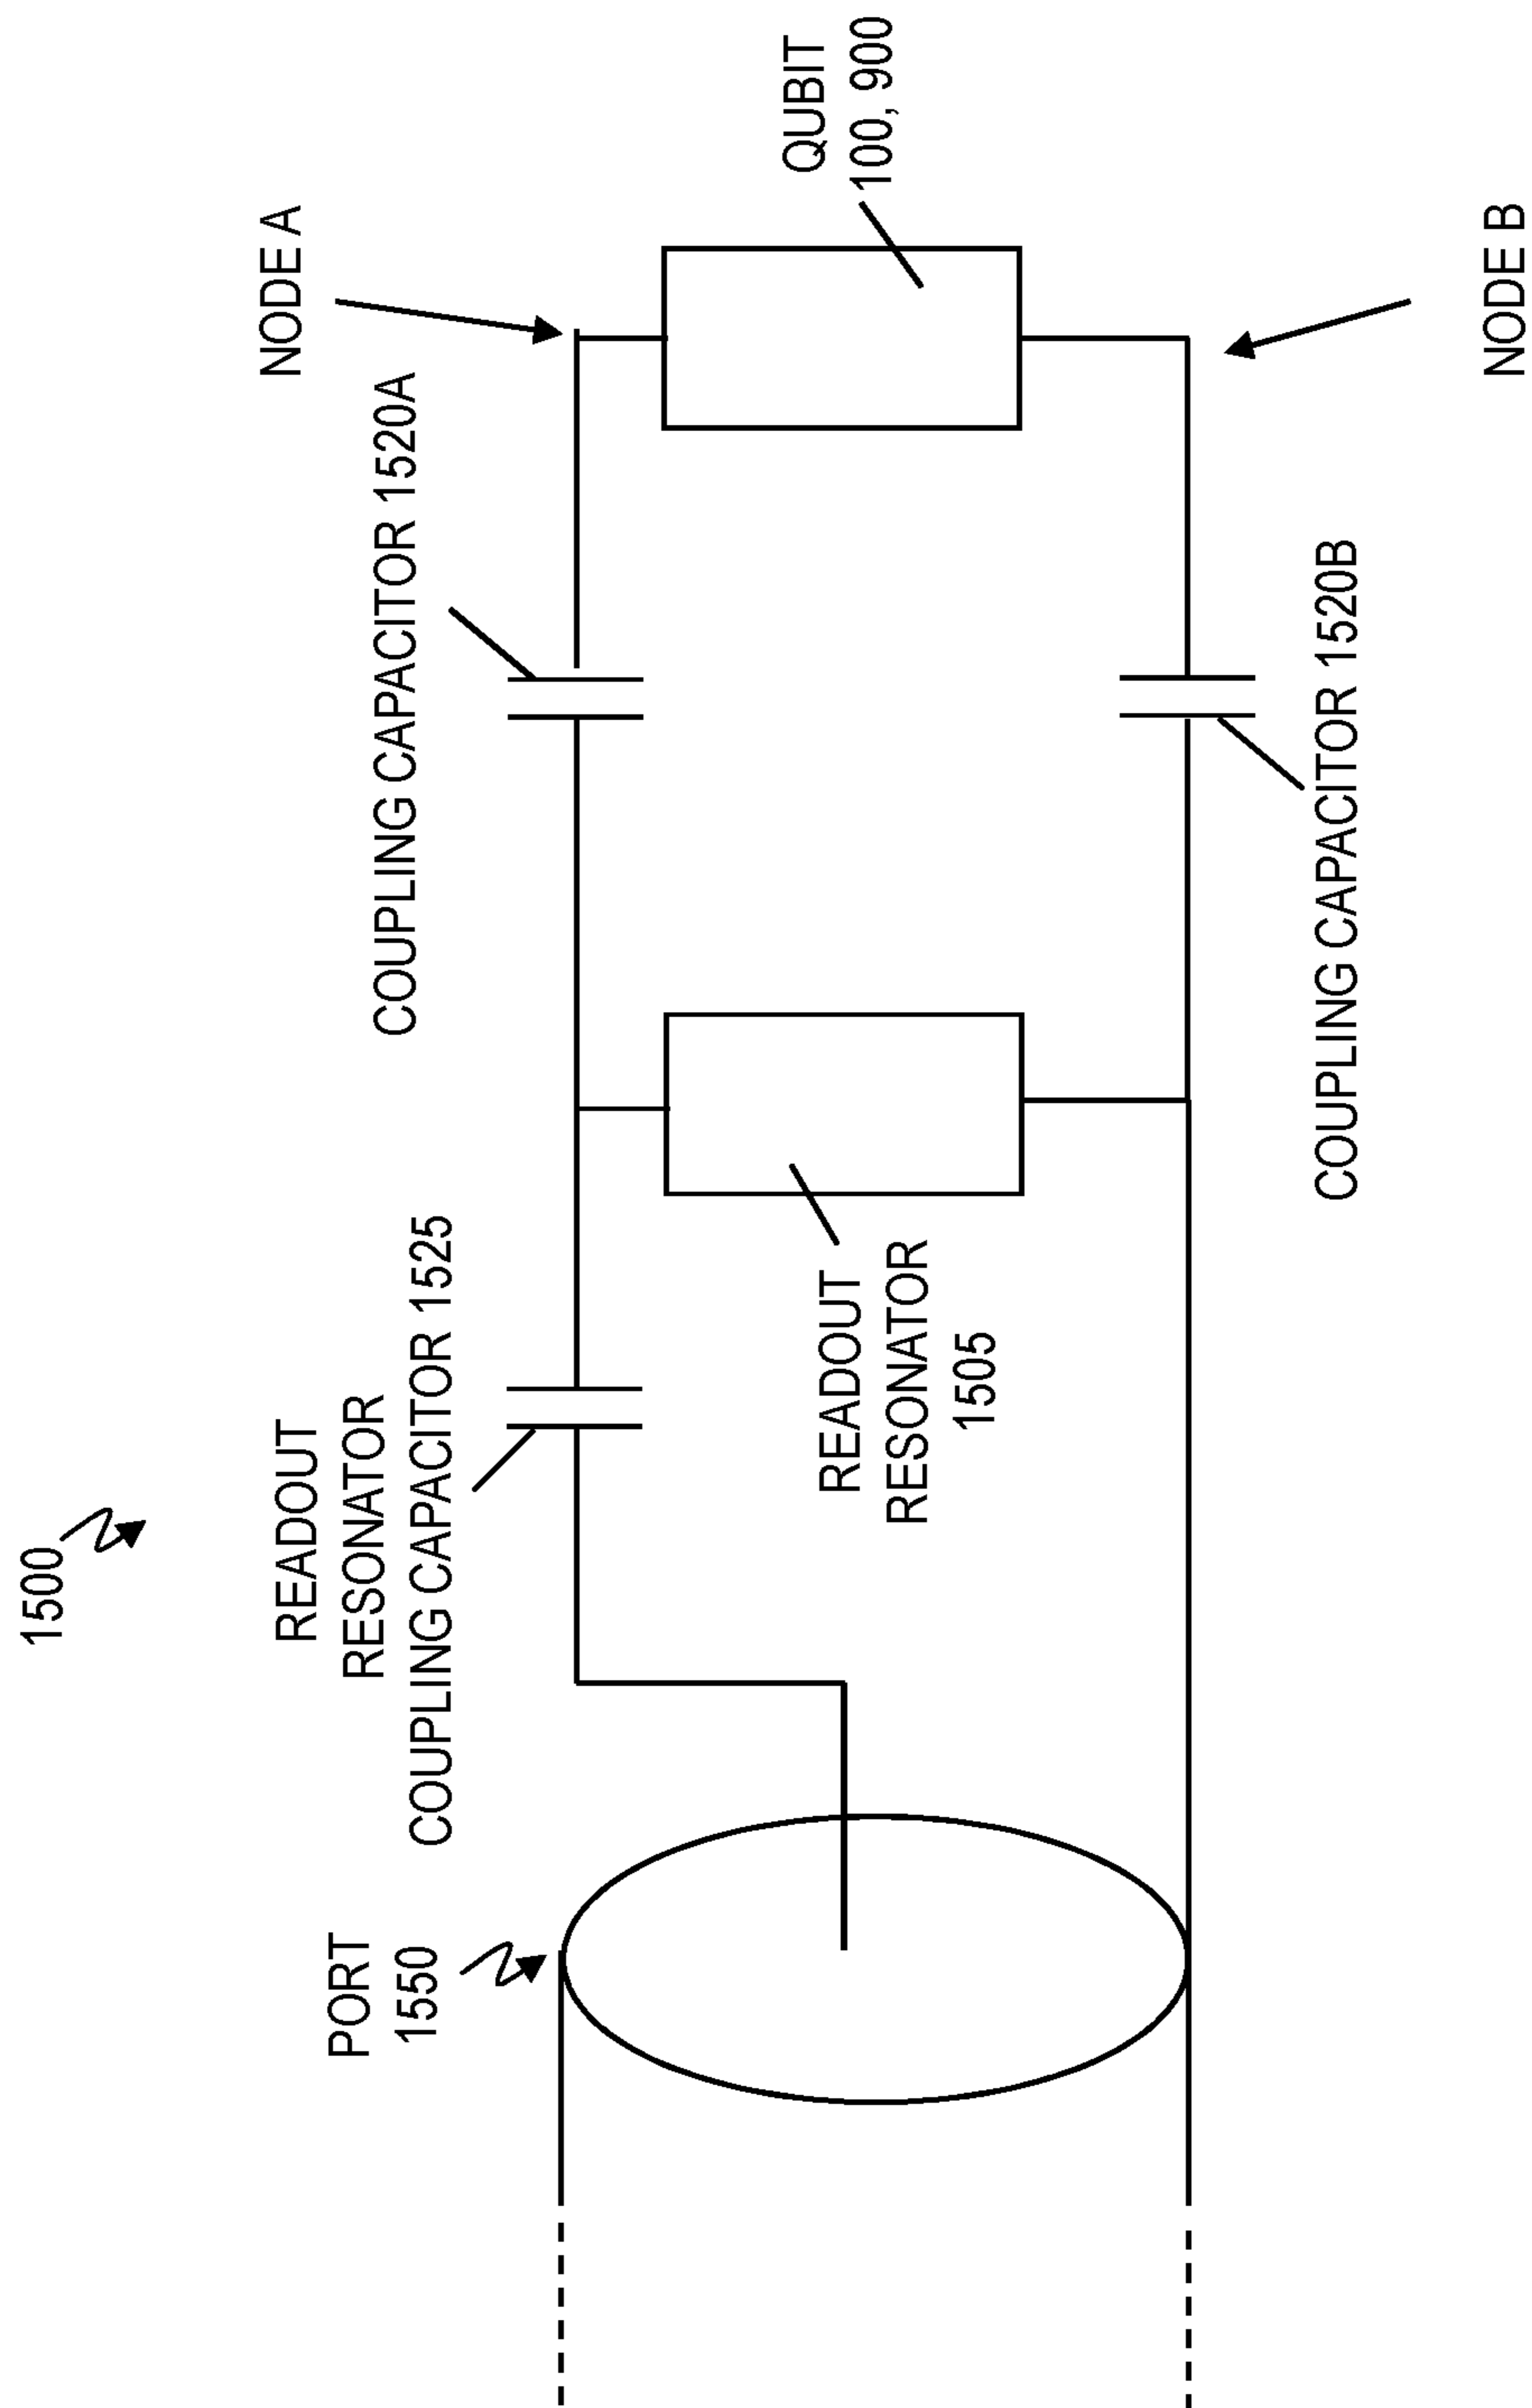 1500
READOUT
RESONATOR
COUPLING CAPACITOR 1525
COUPLING CAPACITOR 1520A
NODE A
PORT
1550
READOUT
RESONATOR
1505
QUBIT
100, 900
COUPLING CAPACITOR 1520B
NODE B